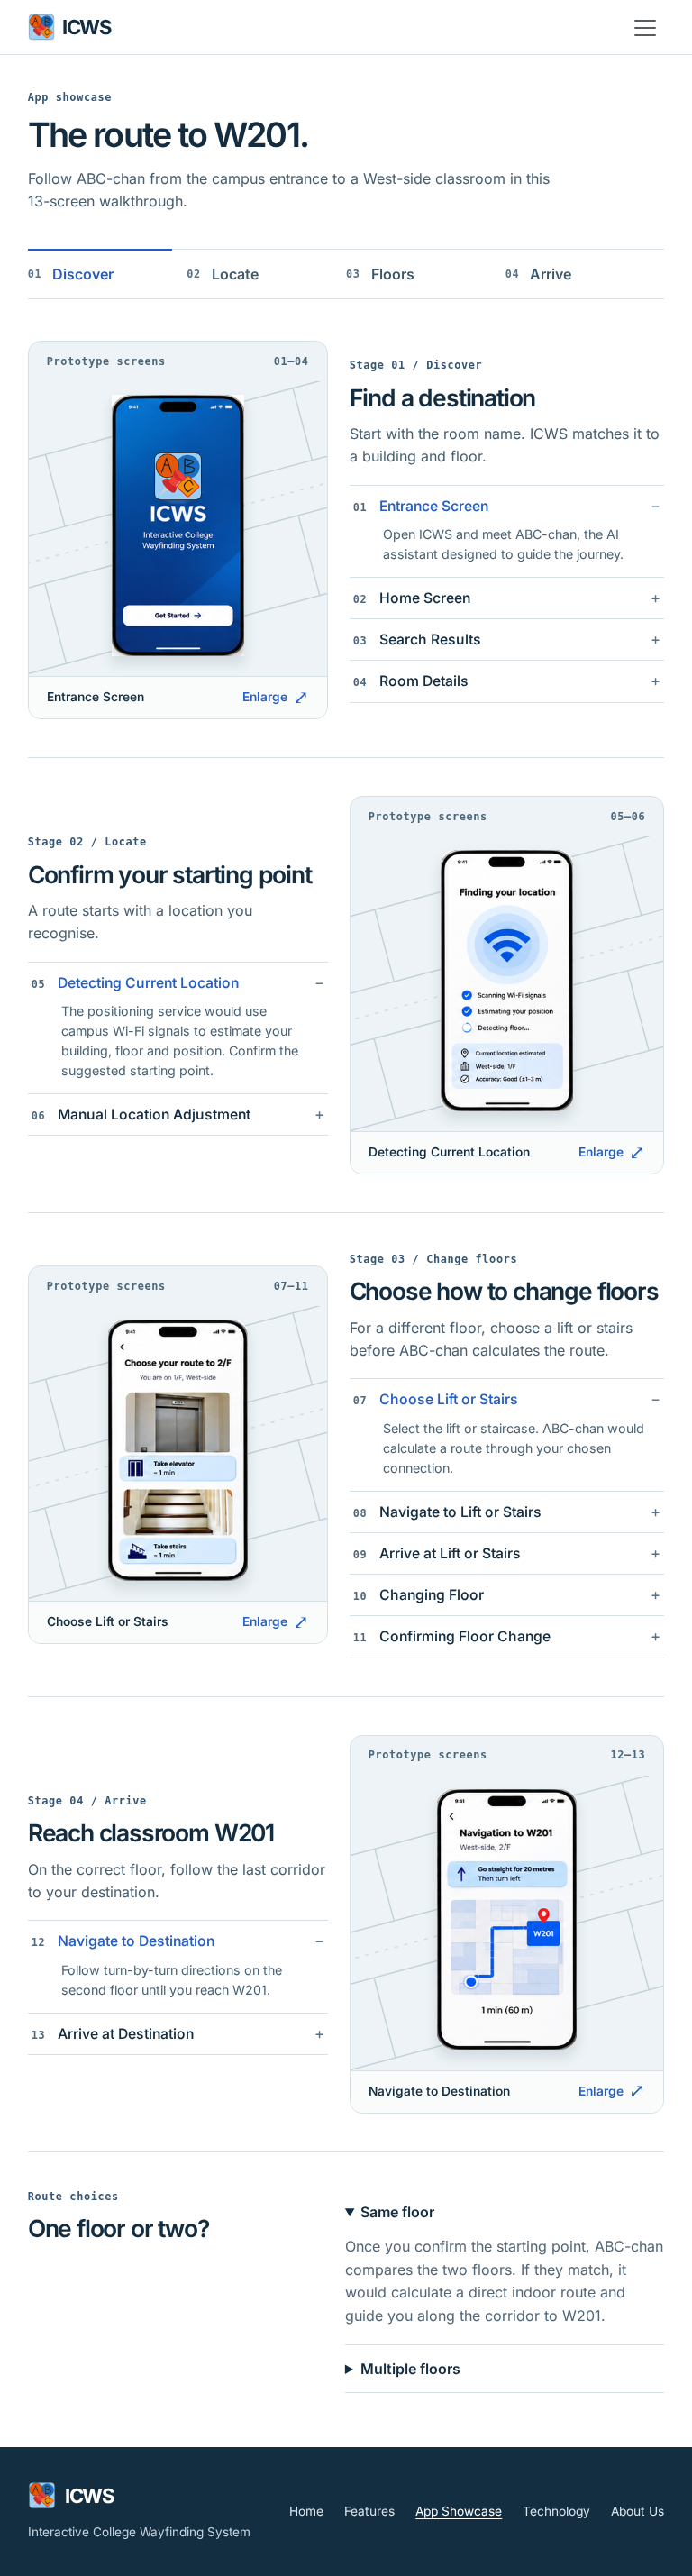 ICWS
App showcase
The route to W201.
Follow ABC-chan from the campus entrance to a West-side classroom in this
13-screen walkthrough.
01 Discover
02 Locate
03 Floors
04 Arrive
Prototype screens 01–04
9:41
ICWS
Interactive College
Wayfinding System
Get Started →
Entrance Screen Enlarge
Stage 01 / Discover
Find a destination
Start with the room name. ICWS matches it to
a building and floor.
01 Entrance Screen −
Open ICWS and meet ABC-chan, the AI
assistant designed to guide the journey.
02 Home Screen +
03 Search Results +
04 Room Details +
Stage 02 / Locate
Confirm your starting point
A route starts with a location you
recognise.
05 Detecting Current Location −
The positioning service would use
campus Wi-Fi signals to estimate your
building, floor and position. Confirm the
suggested starting point.
06 Manual Location Adjustment +
Prototype screens 05–06
9:41
Finding your location
Scanning Wi-Fi signals
Estimating your position
Detecting floor...
Current location estimated
West-side, 1/F
Accuracy: Good (±1–3 m)
Detecting Current Location Enlarge
Prototype screens 07–11
9:41
Choose your route to 2/F
You are on 1/F, West-side
Take elevator
~ 1 min
Take stairs
~ 1 min
Choose Lift or Stairs Enlarge
Stage 03 / Change floors
Choose how to change floors
For a different floor, choose a lift or stairs
before ABC-chan calculates the route.
07 Choose Lift or Stairs −
Select the lift or staircase. ABC-chan would
calculate a route through your chosen
connection.
08 Navigate to Lift or Stairs +
09 Arrive at Lift or Stairs +
10 Changing Floor +
11 Confirming Floor Change +
Stage 04 / Arrive
Reach classroom W201
On the correct floor, follow the last corridor
to your destination.
12 Navigate to Destination −
Follow turn-by-turn directions on the
second floor until you reach W201.
13 Arrive at Destination +
Prototype screens 12–13
9:41
Navigation to W201
West-side, 2/F
Go straight for 20 metres
Then turn left
W201
1 min (60 m)
Navigate to Destination Enlarge
Route choices
One floor or two?
Same floor
Once you confirm the starting point, ABC-chan
compares the two floors. If they match, it
would calculate a direct indoor route and
guide you along the corridor to W201.
Multiple floors
ICWS
Interactive College Wayfinding System
Home Features App Showcase Technology About Us